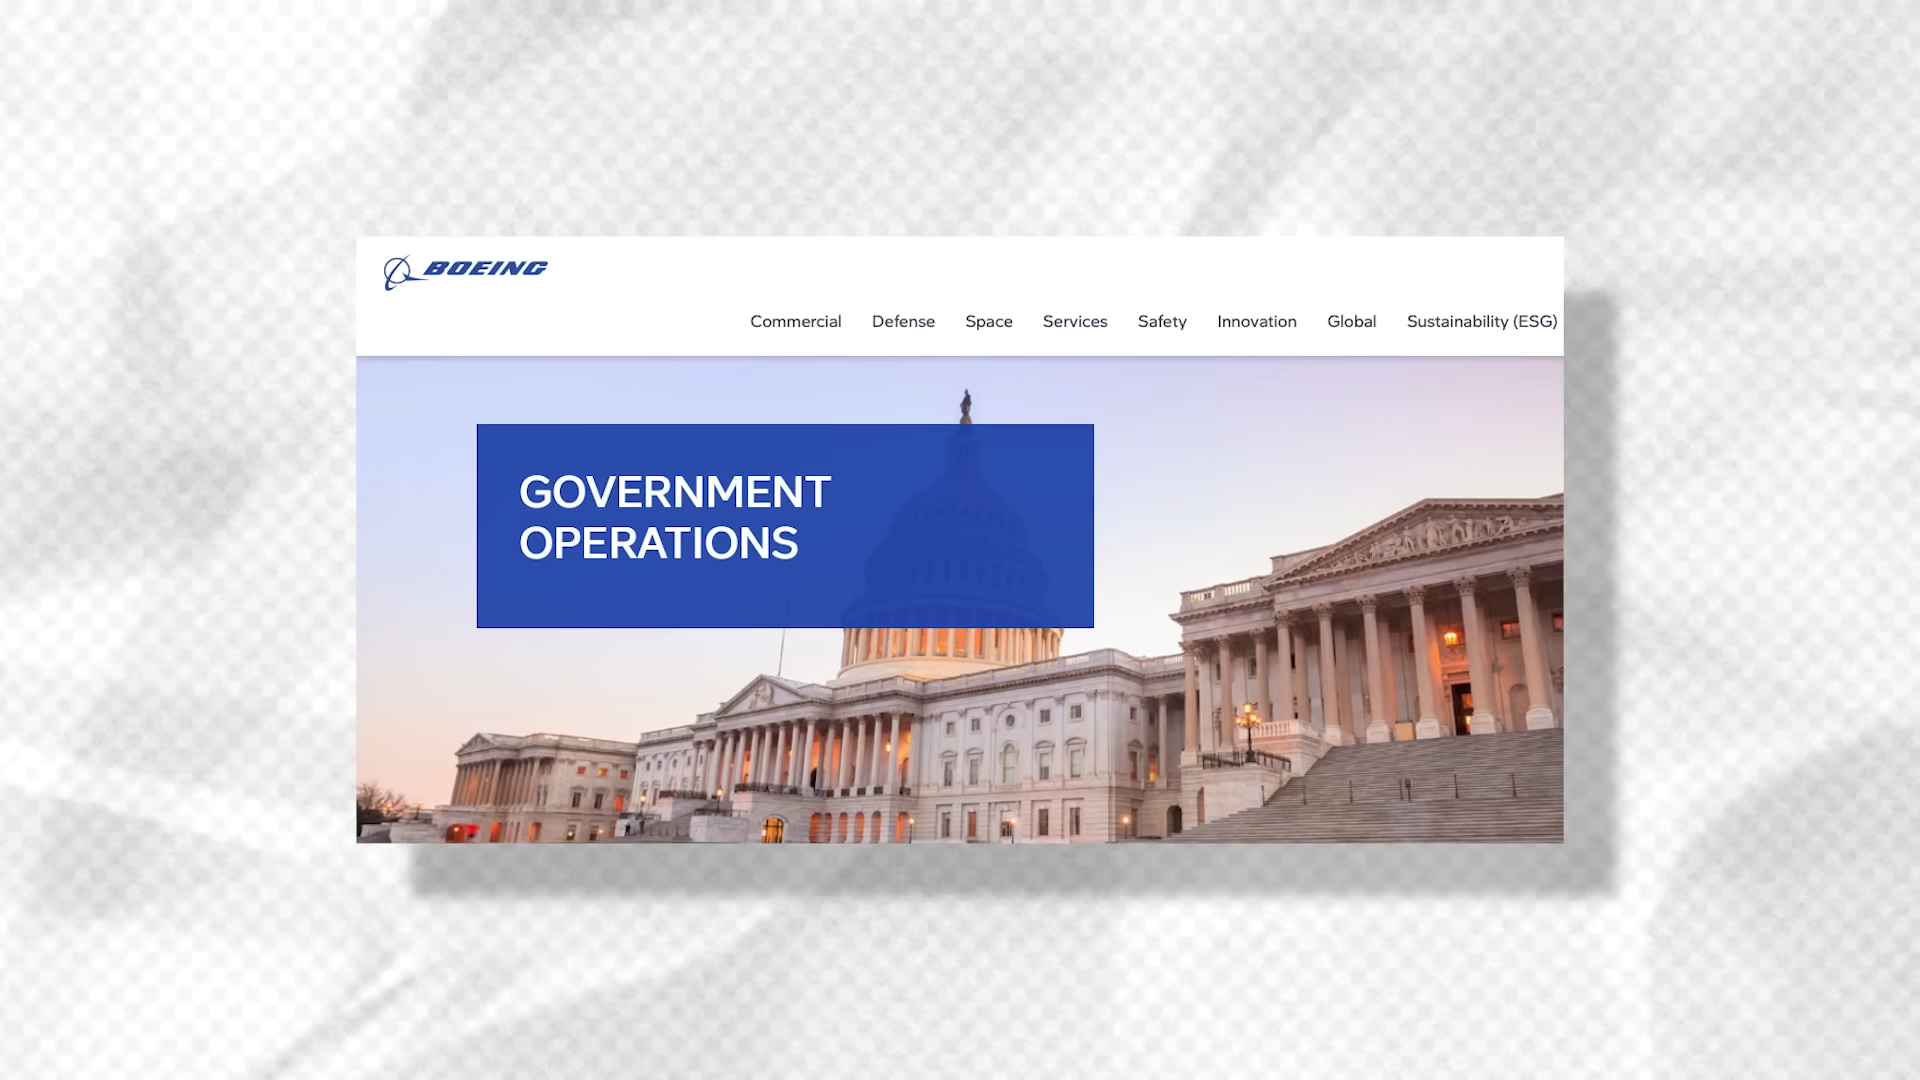 BOEING
Commercial Defense Space Services Safety Innovation Global Sustainability (ESG)
GOVERNMENT
OPERATIONS